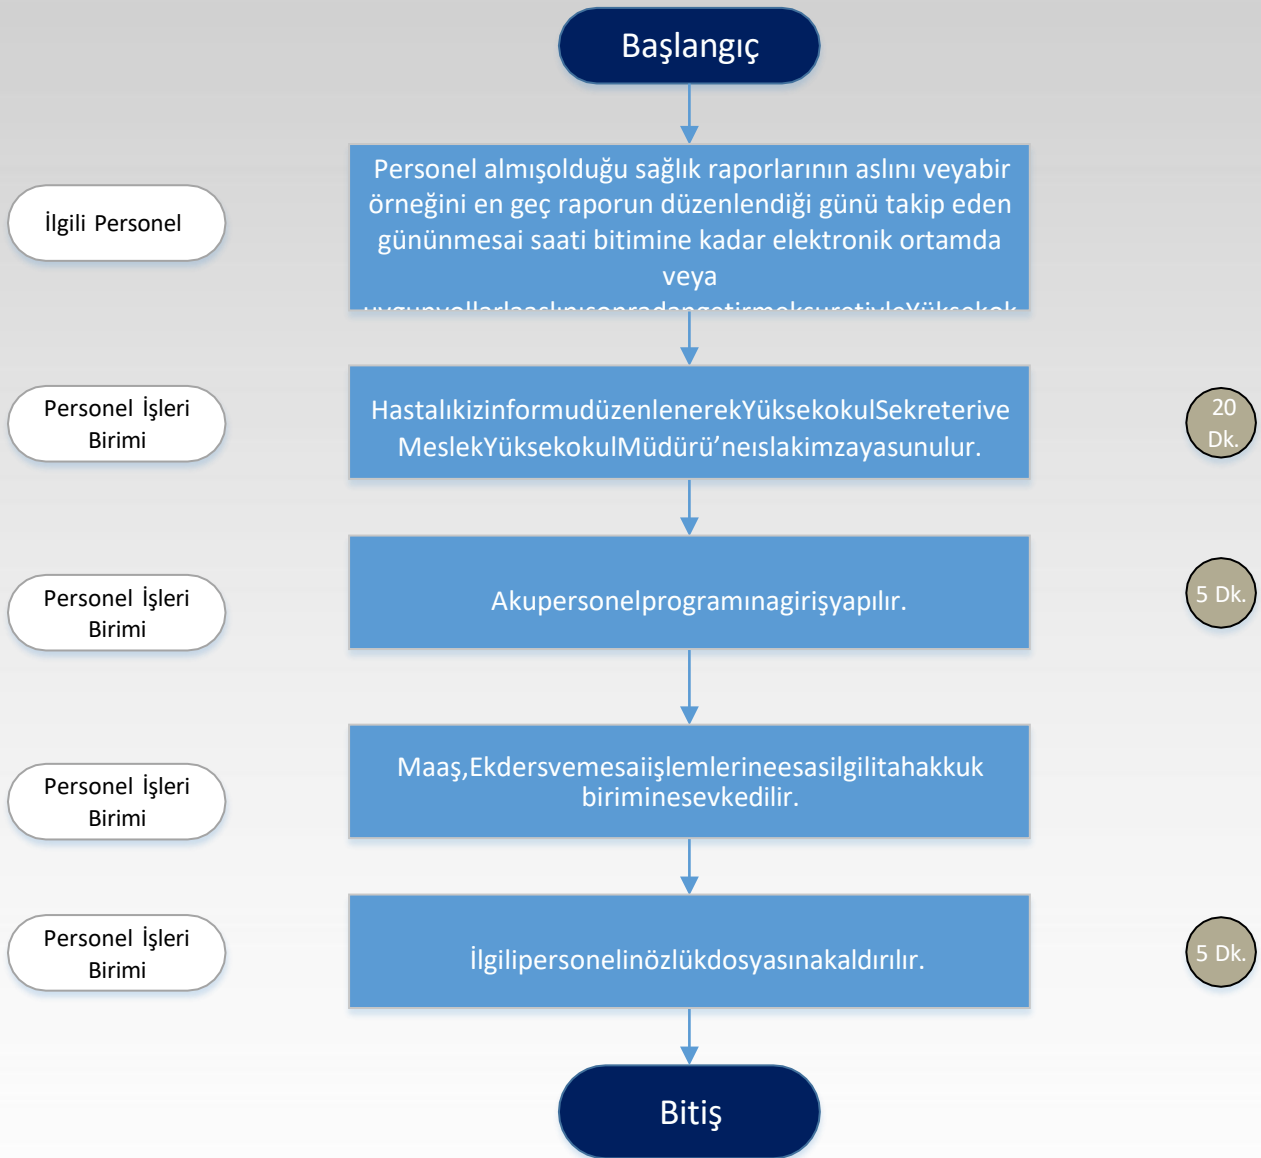 Başlangıç
İlgili Personel
Personel almışolduğu sağlık raporlarının aslını veyabir
örneğini en geç raporun düzenlendiği günü takip eden
gününmesai saati bitimine kadar elektronik ortamda
veya
uygunyollarlaaslınısonradangetirmeksuretiyleYüksekok
Personel İşleri
Birimi
HastalıkizinformudüzenlenerekYüksekokulSekreterive
MeslekYüksekokulMüdürü’neıslakimzayasunulur.
20
Dk.
Personel İşleri
Birimi
Akupersonelprogramınagirişyapılır.
5 Dk.
Personel İşleri
Birimi
Maaş,Ekdersvemesaiişlemlerineesasilgilitahakkuk
biriminesevkedilir.
Personel İşleri
Birimi
İlgilipersonelinözlükdosyasınakaldırılır.
5 Dk.
Bitiş